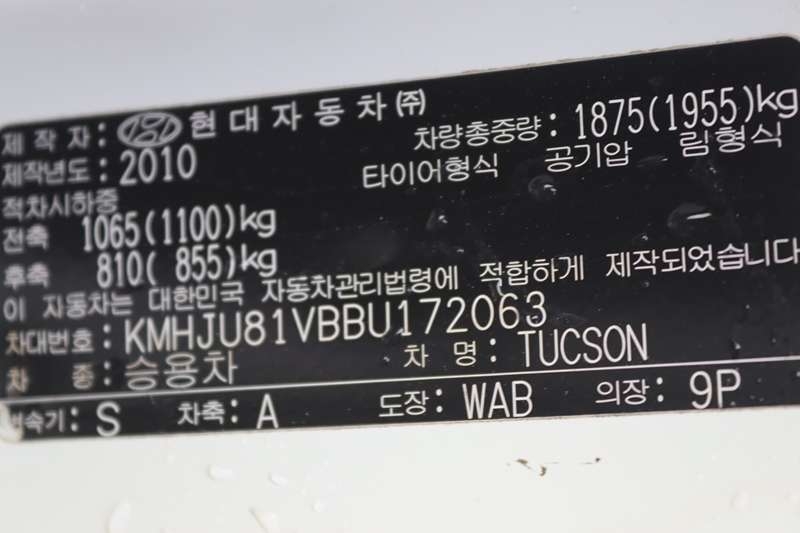 제작자: 현대자동차(주)
차량총중량: 1875(1955)kg
제작년도: 2010
타이어형식 공기압 림형식
적차시하중
전축 1065(1100)kg
후축 810( 855)kg
이 자동차는 대한민국 자동차관리법령에 적합하게 제작되었습니다
차대번호: KMHJU81VBBU172063
차 종: 승용차 차 명: TUCSON
변속기: S 차축: A 도장: WAB 의장: 9P